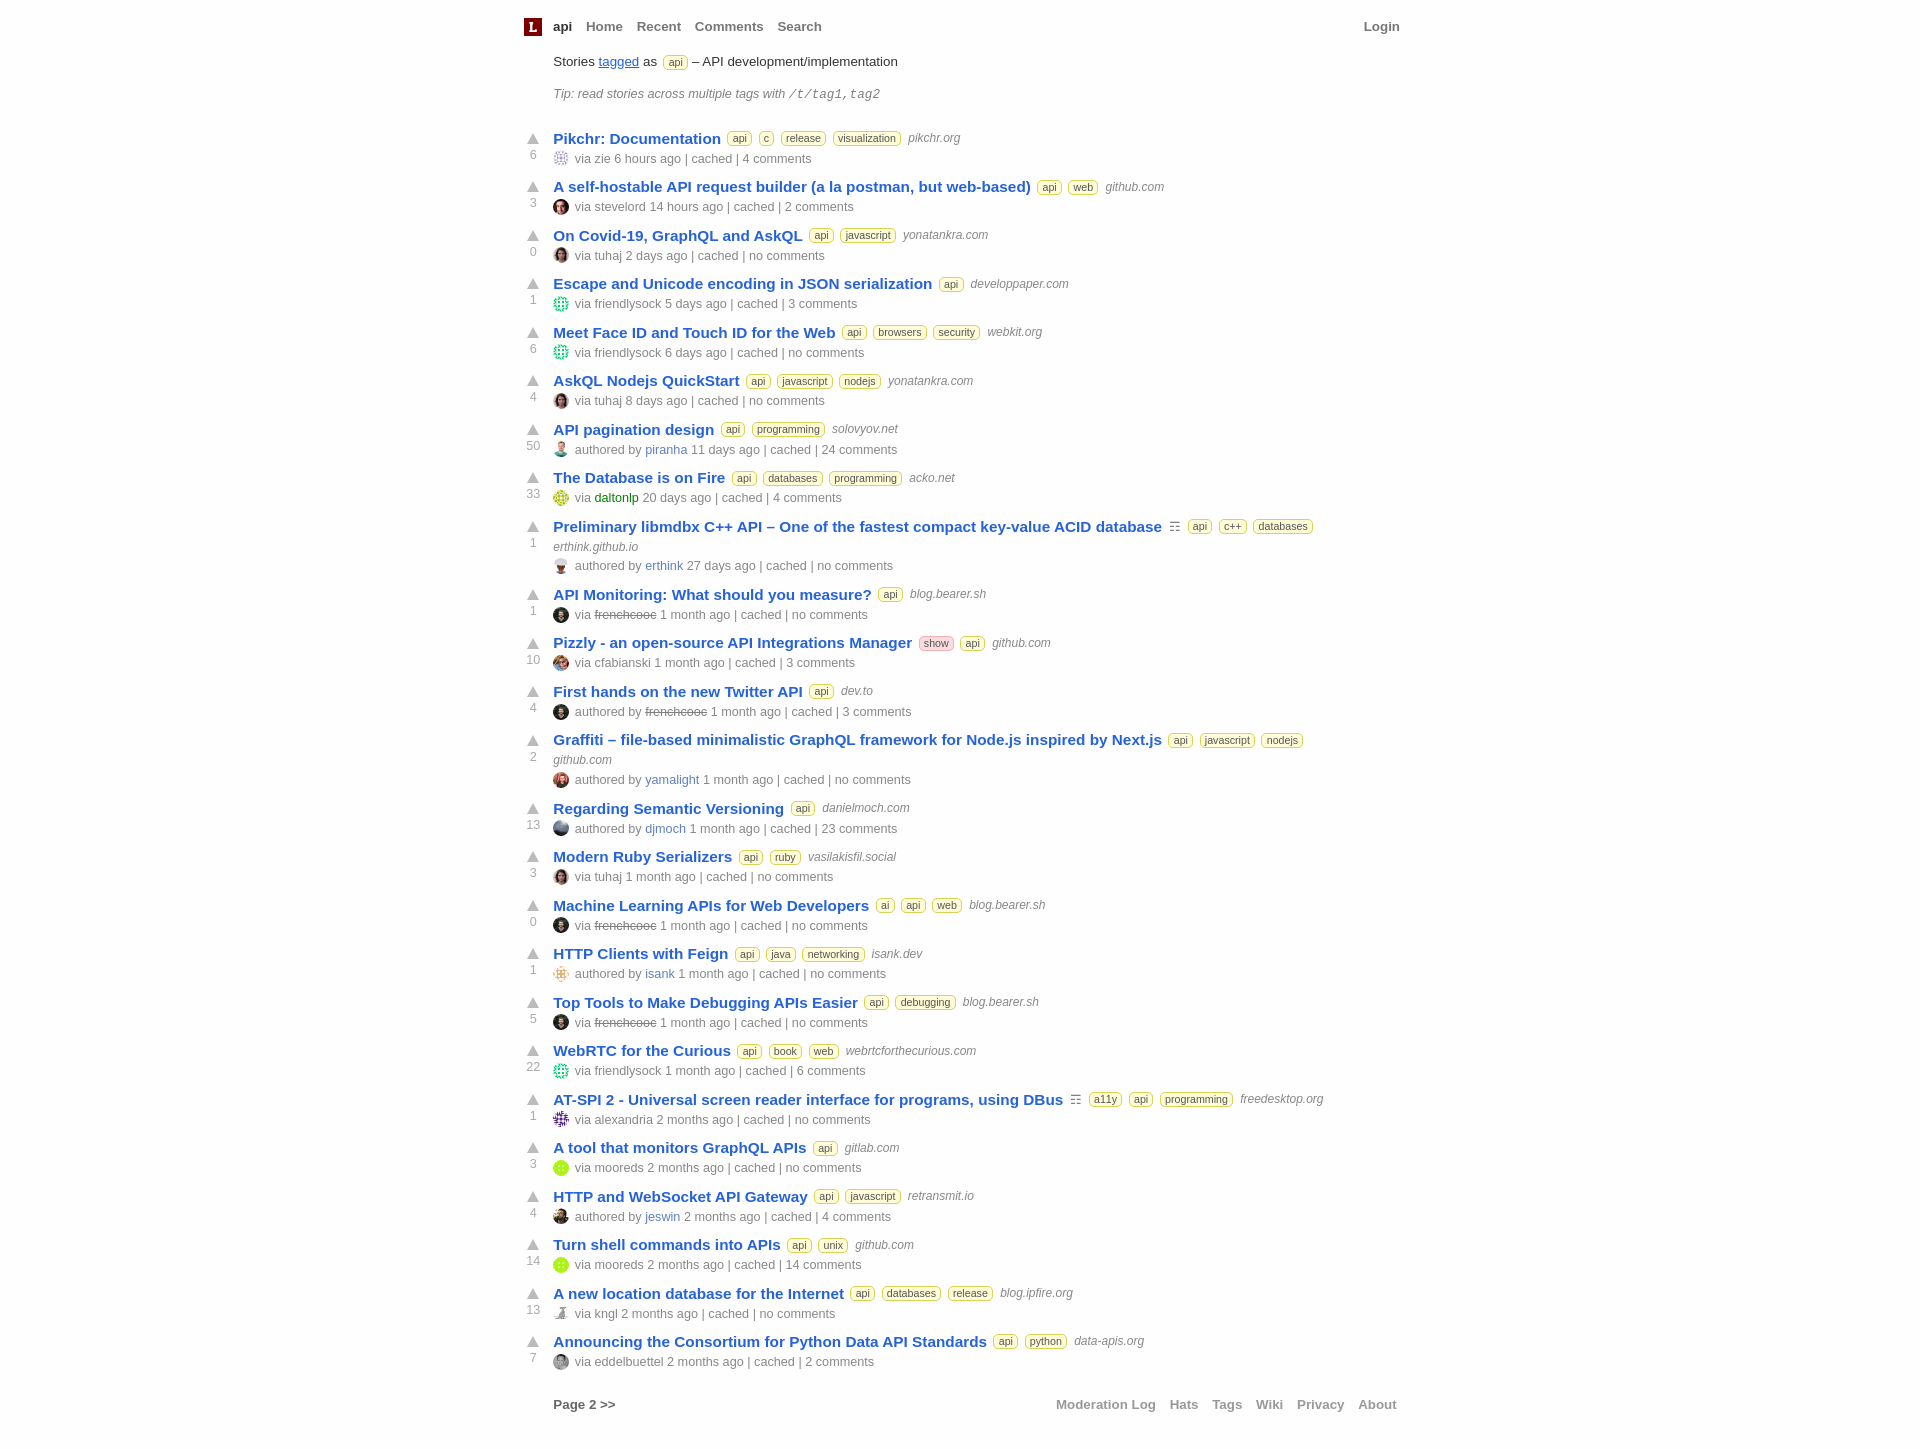 L api Home Recent Comments Search Login
Stories tagged as api – API development/implementation
Tip: read stories across multiple tags with /t/tag1,tag2
Pikchr: Documentation api c release visualization pikchr.org
6 via zie 6 hours ago | cached | 4 comments
A self-hostable API request builder (a la postman, but web-based) api web github.com
3 via stevelord 14 hours ago | cached | 2 comments
On Covid-19, GraphQL and AskQL api javascript yonatankra.com
0 via tuhaj 2 days ago | cached | no comments
Escape and Unicode encoding in JSON serialization api developpaper.com
1 via friendlysock 5 days ago | cached | 3 comments
Meet Face ID and Touch ID for the Web api browsers security webkit.org
6 via friendlysock 6 days ago | cached | no comments
AskQL Nodejs QuickStart api javascript nodejs yonatankra.com
4 via tuhaj 8 days ago | cached | no comments
API pagination design api programming solovyov.net
50 authored by piranha 11 days ago | cached | 24 comments
The Database is on Fire api databases programming acko.net
33 via daltonlp 20 days ago | cached | 4 comments
Preliminary libmdbx C++ API – One of the fastest compact key-value ACID database ☶ api c++ databases
1 erthink.github.io
authored by erthink 27 days ago | cached | no comments
API Monitoring: What should you measure? api blog.bearer.sh
1 via frenchcooc 1 month ago | cached | no comments
Pizzly - an open-source API Integrations Manager show api github.com
10 via cfabianski 1 month ago | cached | 3 comments
First hands on the new Twitter API api dev.to
4 authored by frenchcooc 1 month ago | cached | 3 comments
Graffiti – file-based minimalistic GraphQL framework for Node.js inspired by Next.js api javascript nodejs
2 github.com
authored by yamalight 1 month ago | cached | no comments
Regarding Semantic Versioning api danielmoch.com
13 authored by djmoch 1 month ago | cached | 23 comments
Modern Ruby Serializers api ruby vasilakisfil.social
3 via tuhaj 1 month ago | cached | no comments
Machine Learning APIs for Web Developers ai api web blog.bearer.sh
0 via frenchcooc 1 month ago | cached | no comments
HTTP Clients with Feign api java networking isank.dev
1 authored by isank 1 month ago | cached | no comments
Top Tools to Make Debugging APIs Easier api debugging blog.bearer.sh
5 via frenchcooc 1 month ago | cached | no comments
WebRTC for the Curious api book web webrtcforthecurious.com
22 via friendlysock 1 month ago | cached | 6 comments
AT-SPI 2 - Universal screen reader interface for programs, using DBus ☶ a11y api programming freedesktop.org
1 via alexandria 2 months ago | cached | no comments
A tool that monitors GraphQL APIs api gitlab.com
3 via mooreds 2 months ago | cached | no comments
HTTP and WebSocket API Gateway api javascript retransmit.io
4 authored by jeswin 2 months ago | cached | 4 comments
Turn shell commands into APIs api unix github.com
14 via mooreds 2 months ago | cached | 14 comments
A new location database for the Internet api databases release blog.ipfire.org
13 via kngl 2 months ago | cached | no comments
Announcing the Consortium for Python Data API Standards api python data-apis.org
7 via eddelbuettel 2 months ago | cached | 2 comments
Page 2 >> Moderation Log Hats Tags Wiki Privacy About